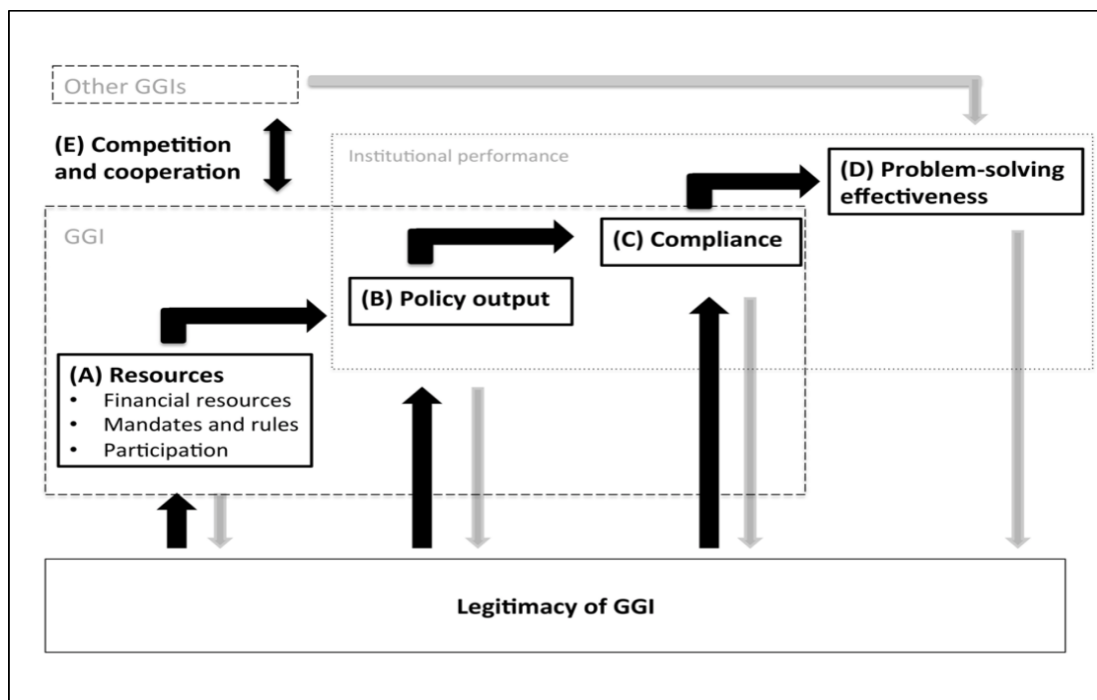 Other GGIs
(E) Competition
and cooperation
Institutional performance
(D) Problem-solving
effectiveness
GGI
(C) Compliance
(B) Policy output
(A) Resources
• Financial resources
• Mandates and rules
• Participation
Legitimacy of GGI